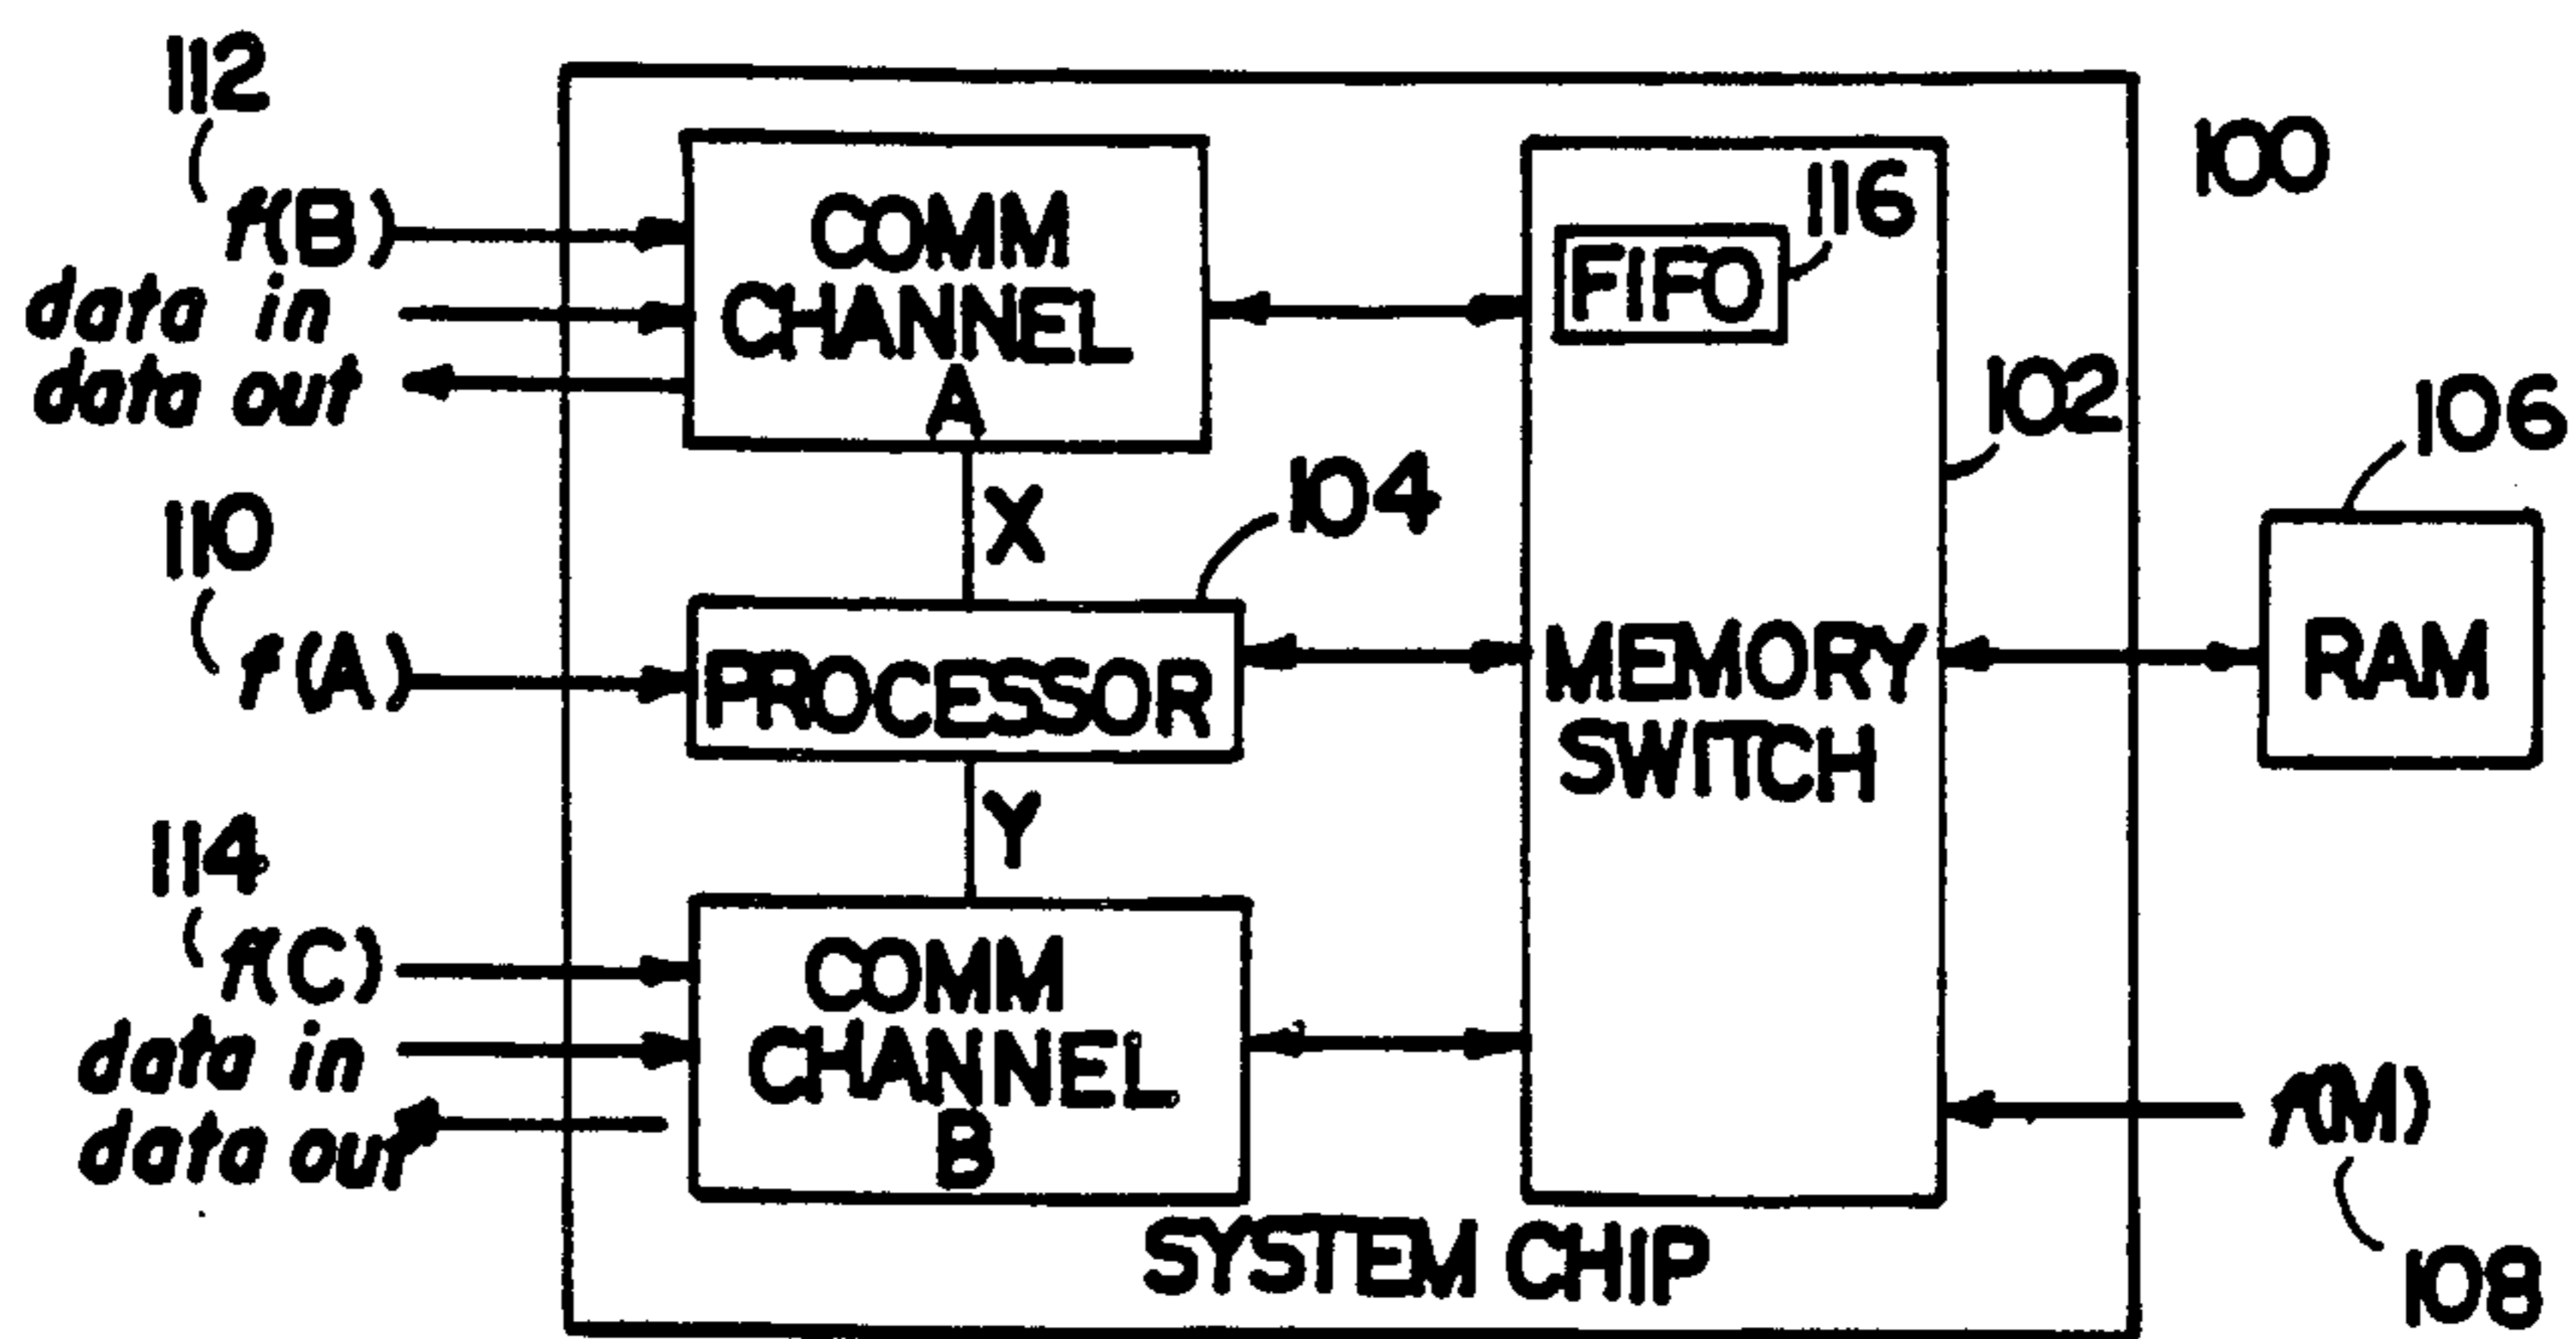 112
f(B)
data in
data out
COMM
CHANNEL
A
FIFO
116
100
102
106
RAM
X
104
110
f(A)
PROCESSOR
MEMORY
SWITCH
Y
114
f(C)
data in
data out
COMM
CHANNEL
B
f(M)
108
SYSTEM CHIP